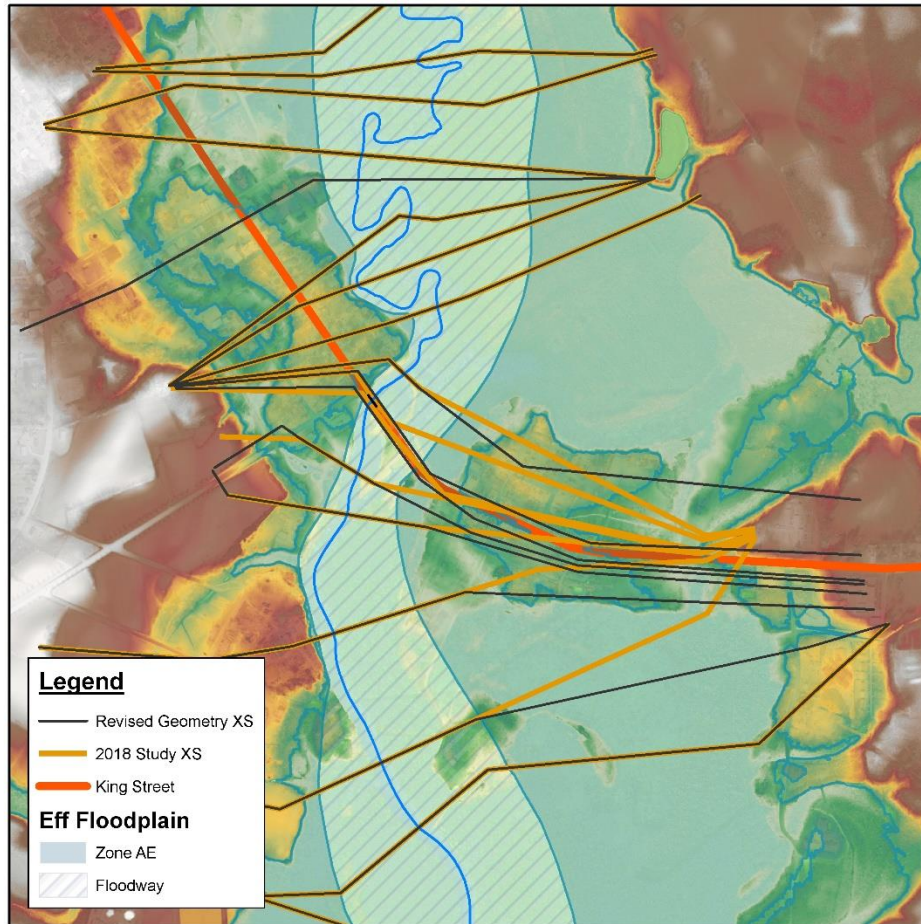 Legend
Revised Geometry XS
2018 Study XS
King Street
Eff Floodplain
Zone AE
Floodway